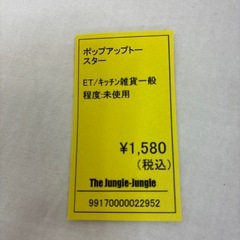 ポップアップトー
スター
ET/キッチン雑貨一般
程度:未使用
¥1,580
(税込)
The Jungle-Jungle
99170000022952